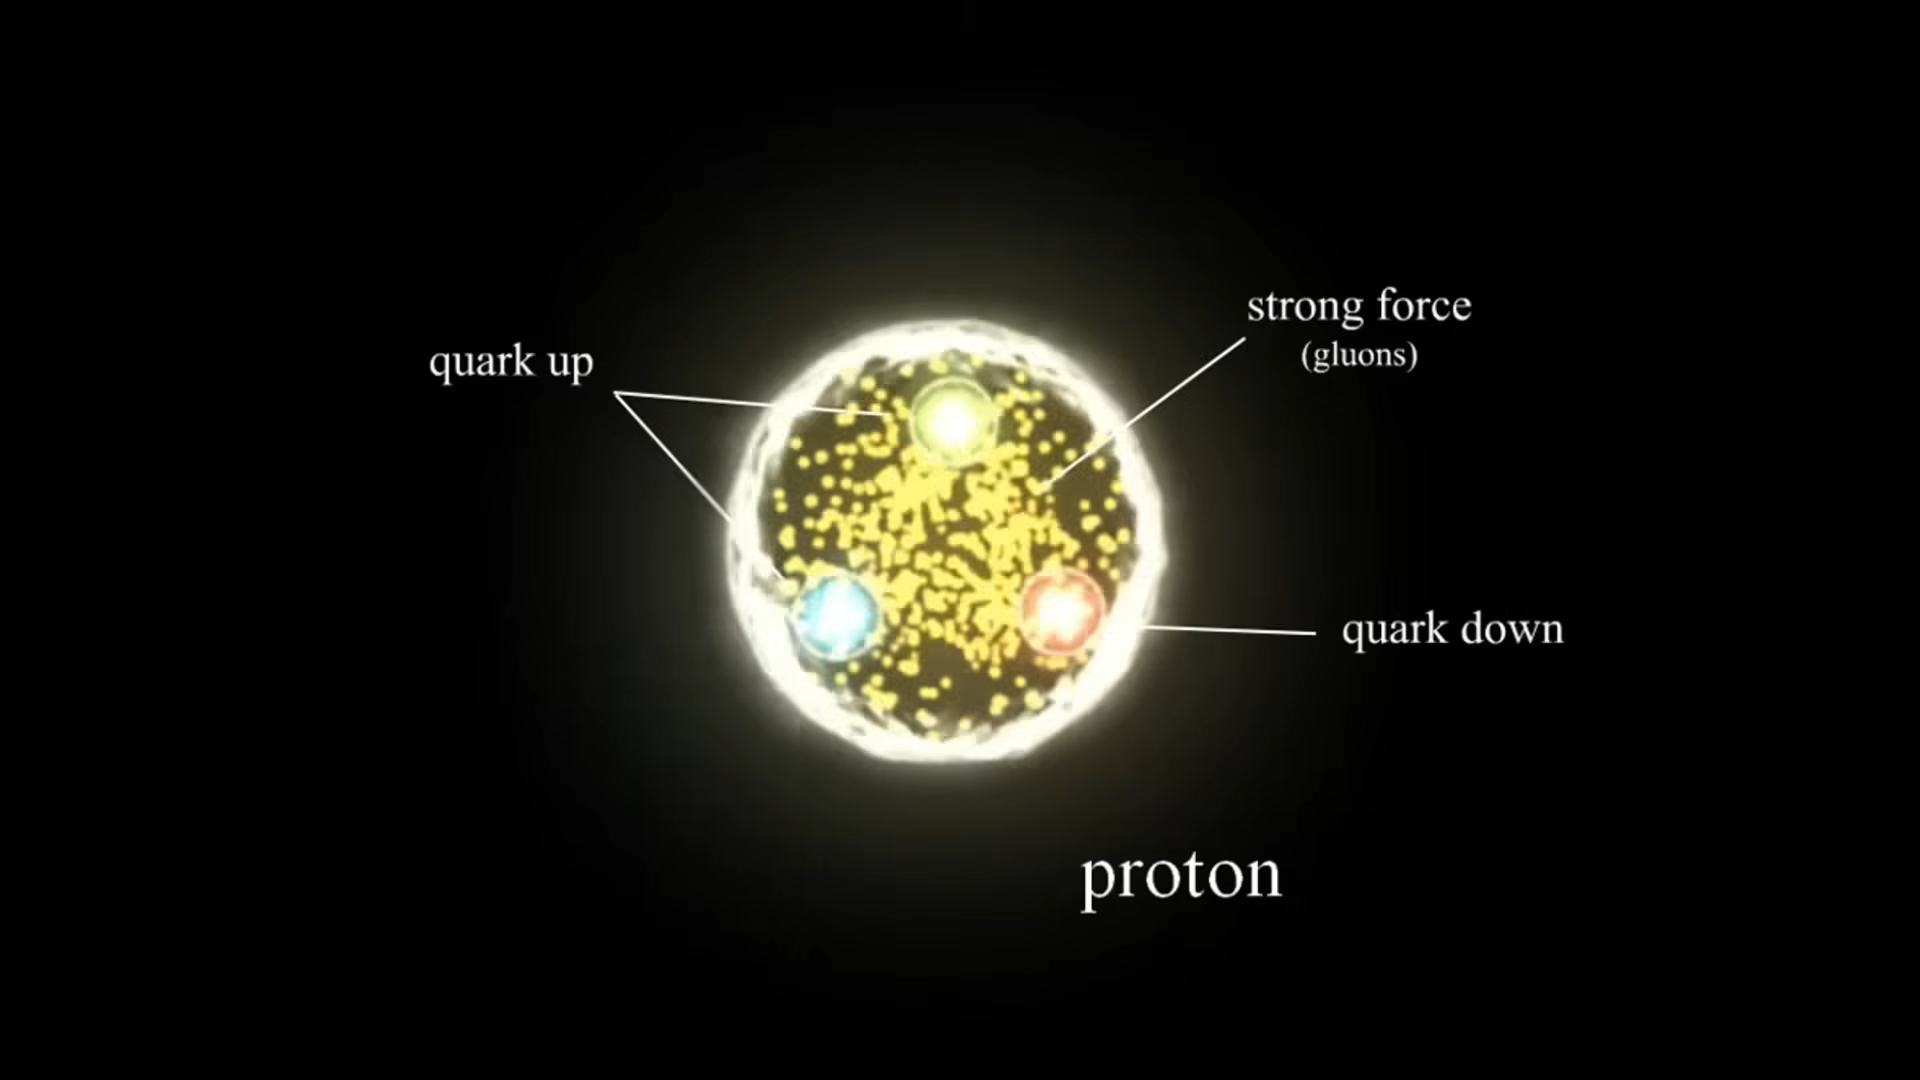 strong force
(gluons)
quark up
quark down
proton